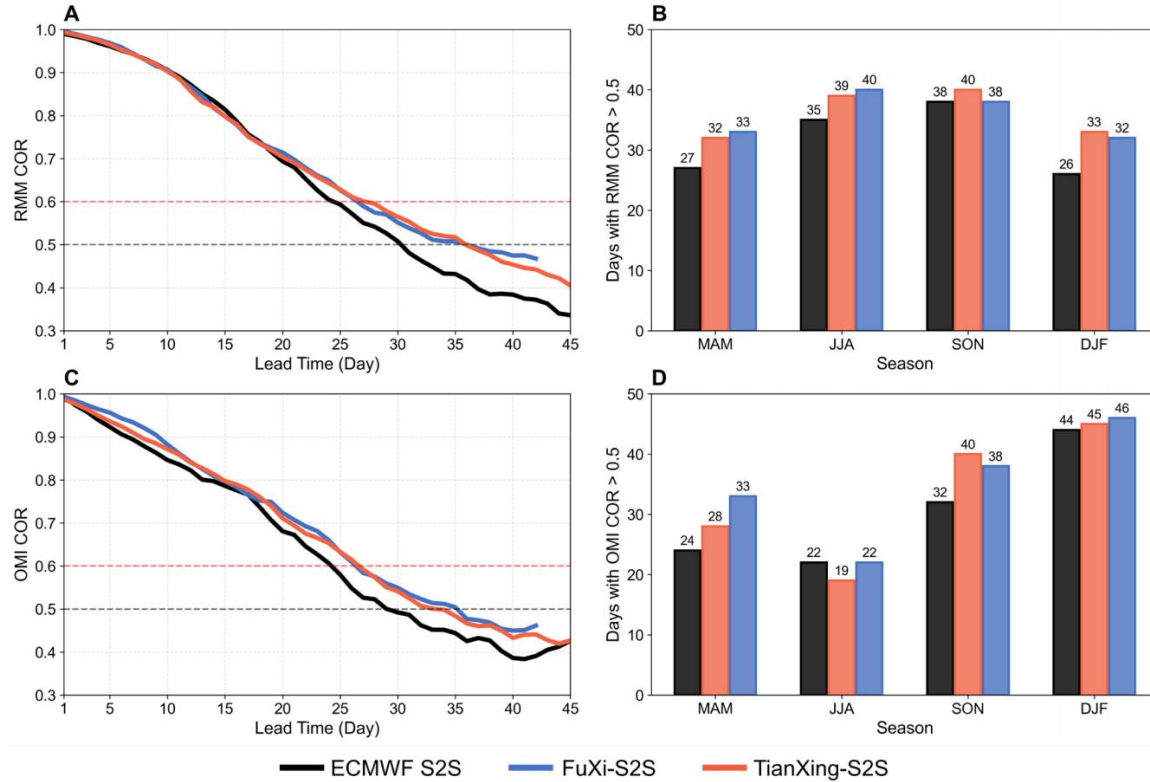 A
1.0
0.9
0.8
0.7
0.6
0.5
0.4
0.3
RMM COR
1 5 10 15 20 25 30 35 40 45
Lead Time (Day)
B
50
40
30
20
10
0
Days with RMM COR > 0.5
27 32 33
35 39 40
38 40 38
26 33 32
MAM JJA SON DJF
Season
C
1.0
0.9
0.8
0.7
0.6
0.5
0.4
0.3
OMI COR
1 5 10 15 20 25 30 35 40 45
Lead Time (Day)
D
50
40
30
20
10
0
Days with OMI COR > 0.5
24 28 33
22 19 22
32 40 38
44 45 46
MAM JJA SON DJF
Season
ECMWF S2S FuXi-S2S TianXing-S2S